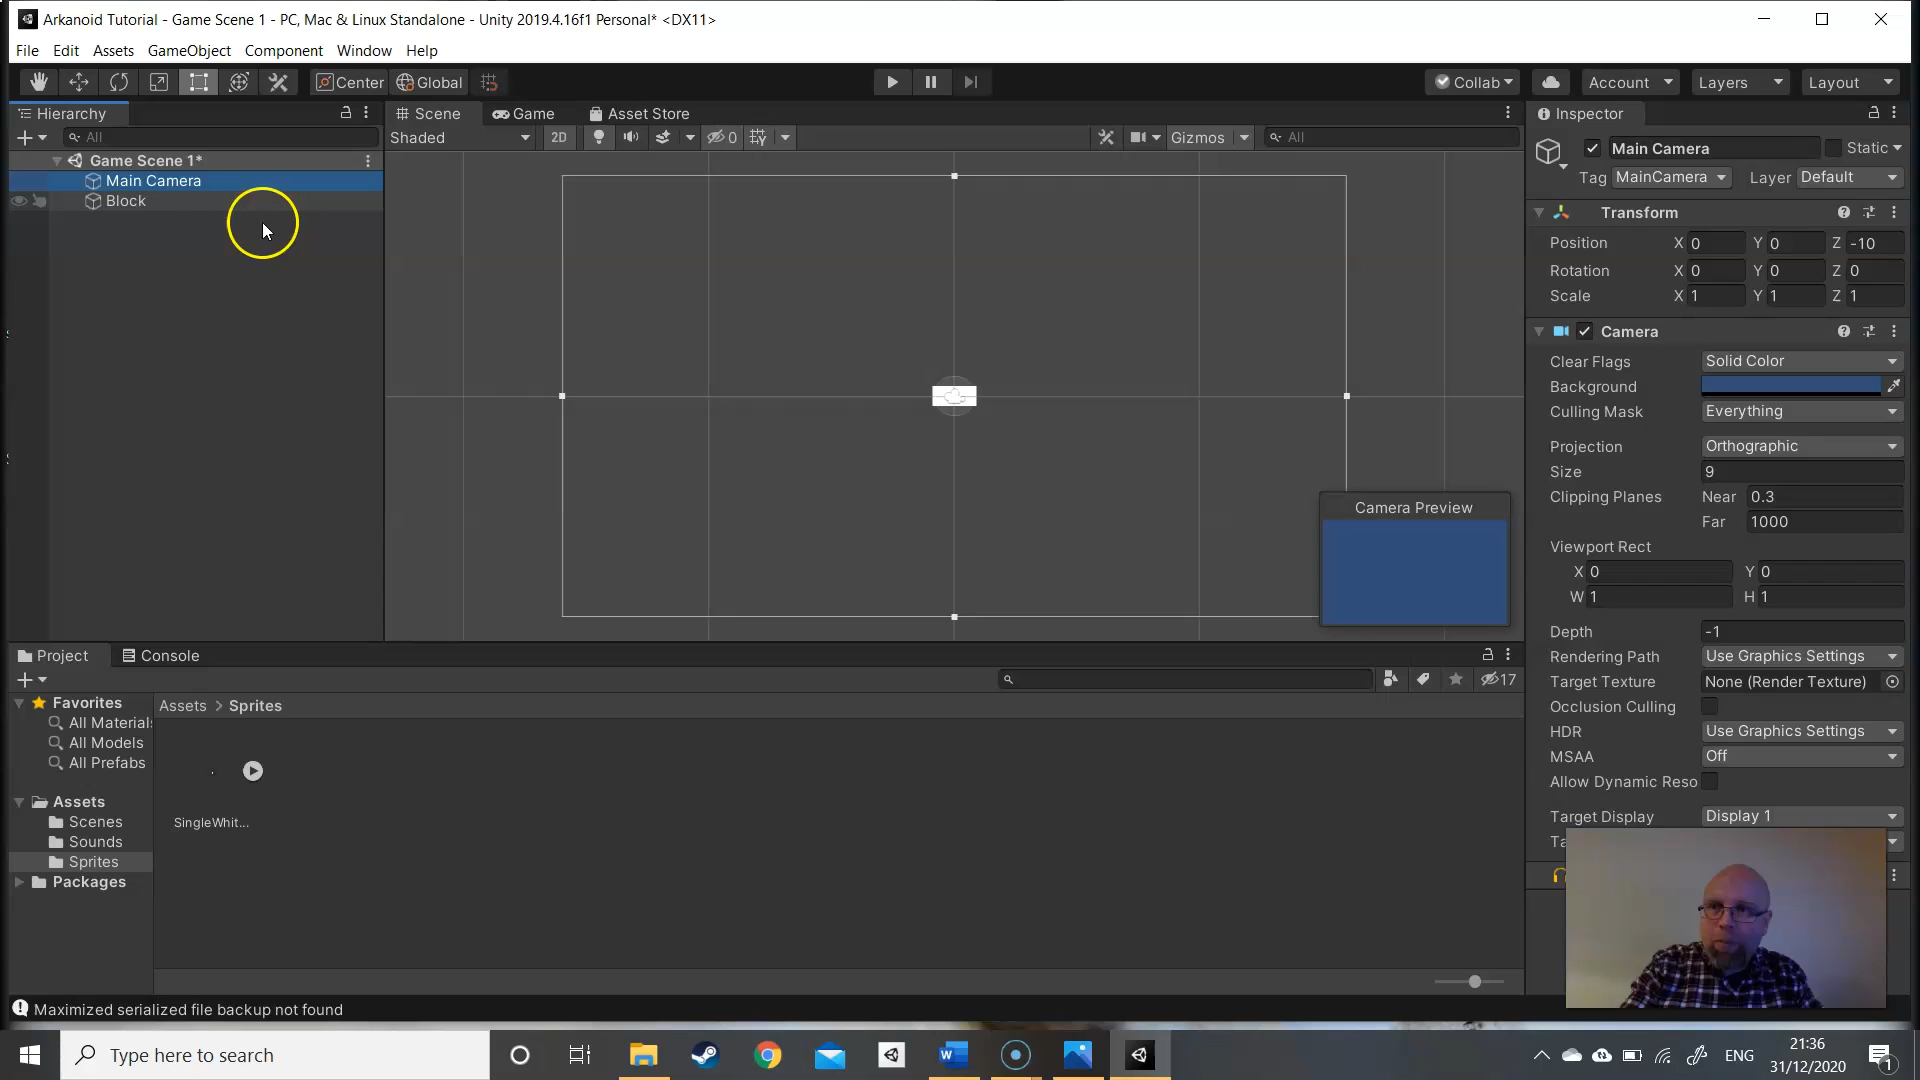 Arkanoid Tutorial - Game Scene 1 - PC, Mac & Linux Standalone - Unity 2019.4.16f1 Personal* <DX11>
File Edit Assets GameObject Component Window Help
Center Global Collab Account Layers Layout
Hierarchy
All
Game Scene 1*
Main Camera
Block
Scene Game Asset Store
Shaded 2D 0 Gizmos All
Camera Preview
Inspector
Main Camera Static
Tag MainCamera Layer Default
Transform
Position X 0 Y 0 Z -10
Rotation X 0 Y 0 Z 0
Scale X 1 Y 1 Z 1
Camera
Clear Flags Solid Color
Background
Culling Mask Everything
Projection Orthographic
Size 9
Clipping Planes Near 0.3
Far 1000
Viewport Rect
X 0 Y 0
W 1 H 1
Depth -1
Rendering Path Use Graphics Settings
Target Texture None (Render Texture)
Occlusion Culling
HDR Use Graphics Settings
MSAA Off
Allow Dynamic Reso
Target Display Display 1
Project Console
17
Favorites
All Materials
All Models
All Prefabs
Assets
Scenes
Sounds
Sprites
Packages
Assets > Sprites
SingleWhit...
Maximized serialized file backup not found
Type here to search
ENG
21:36
31/12/2020
1